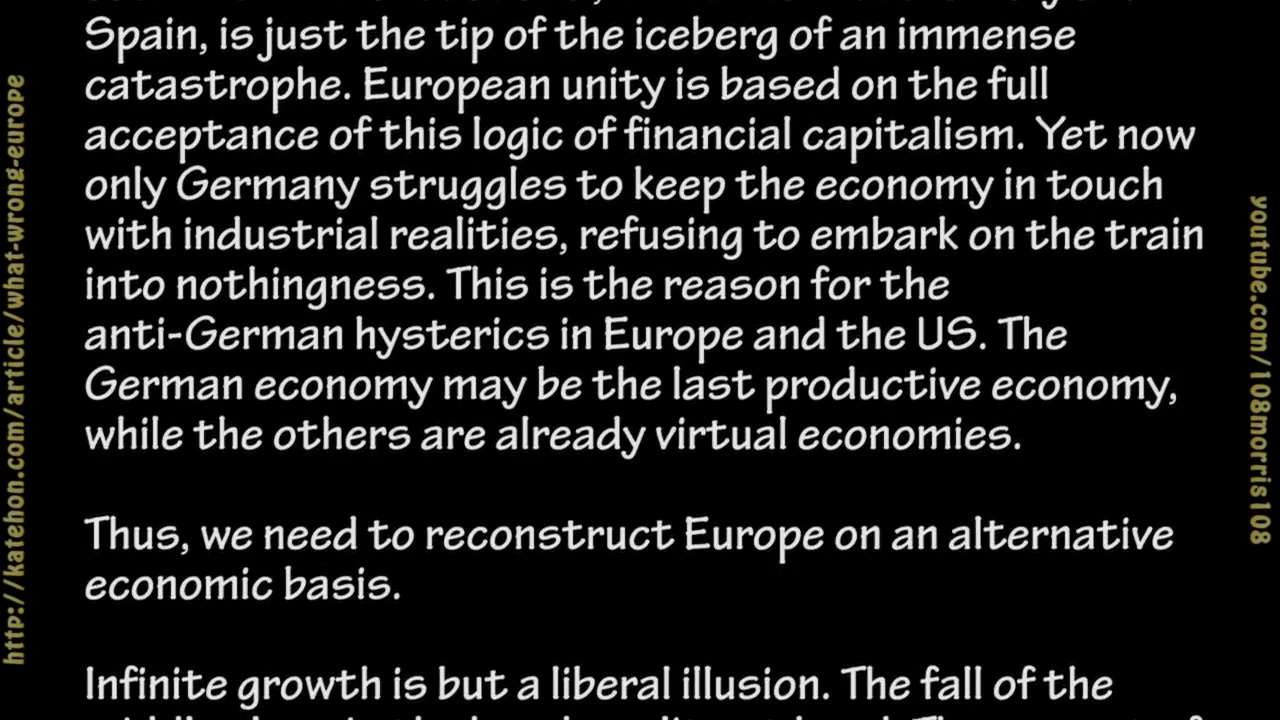 Spain, is just the tip of the iceberg of an immense
catastrophe. European unity is based on the full
acceptance of this logic of financial capitalism. Yet now
only Germany struggles to keep the economy in touch
with industrial realities, refusing to embark on the train
into nothingness. This is the reason for the
anti-German hysterics in Europe and the US. The
German economy may be the last productive economy,
while the others are already virtual economies.
Thus, we need to reconstruct Europe on an alternative
economic basis.
Infinite growth is but a liberal illusion. The fall of the
http://katehon.com/article/what-wrong-europe
youtube.com/108morris108